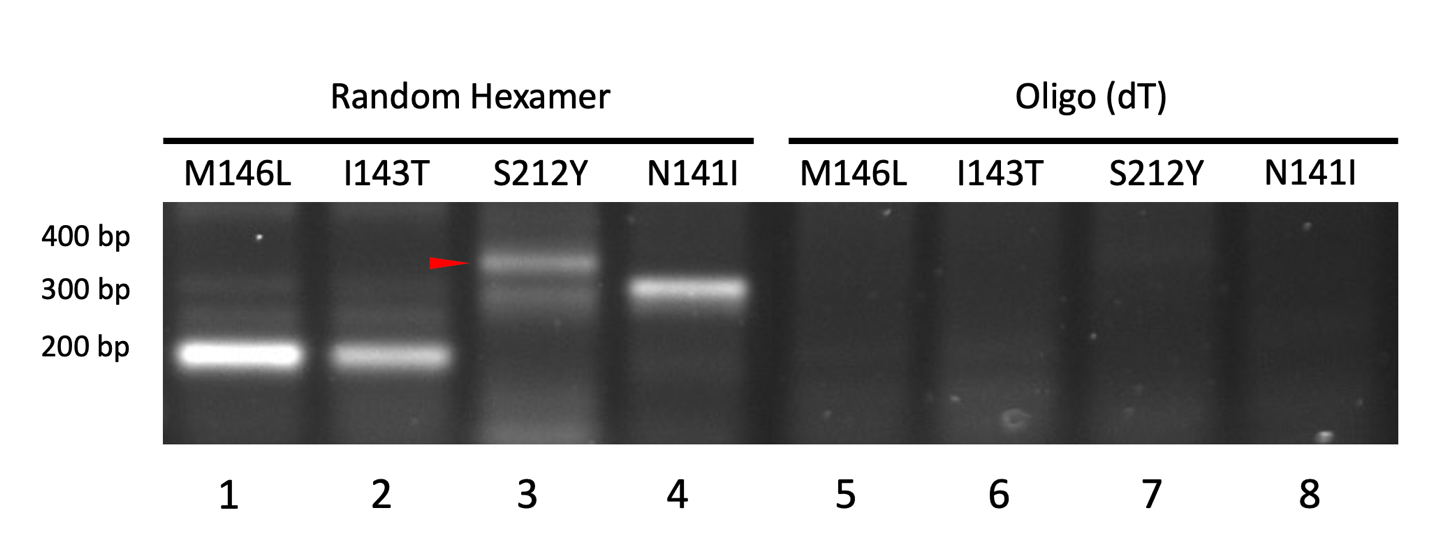 Random Hexamer Oligo (dT)
M146L I143T S212Y N141I M146L I143T S212Y N141I
400 bp
300 bp
200 bp
1 2 3 4 5 6 7 8